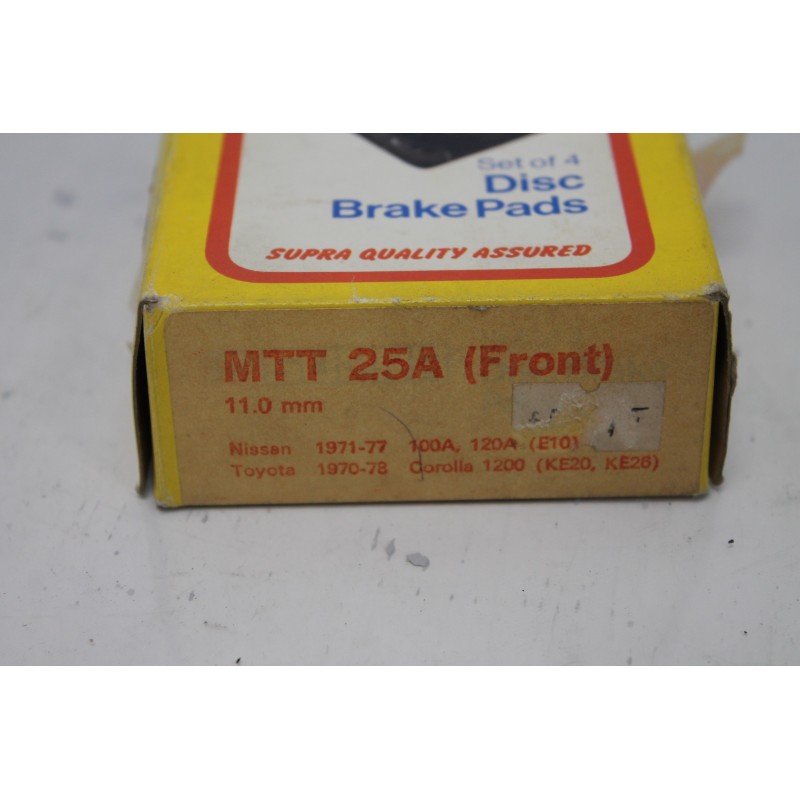 Set of 4
Disc
Brake Pads
SUPRA QUALITY ASSURED
MTT 25A (Front)
11.0 mm
Nissan 1971-77 100A, 120A (E10)
Toyota 1970-78 Corolla 1200 (KE20, KE26)